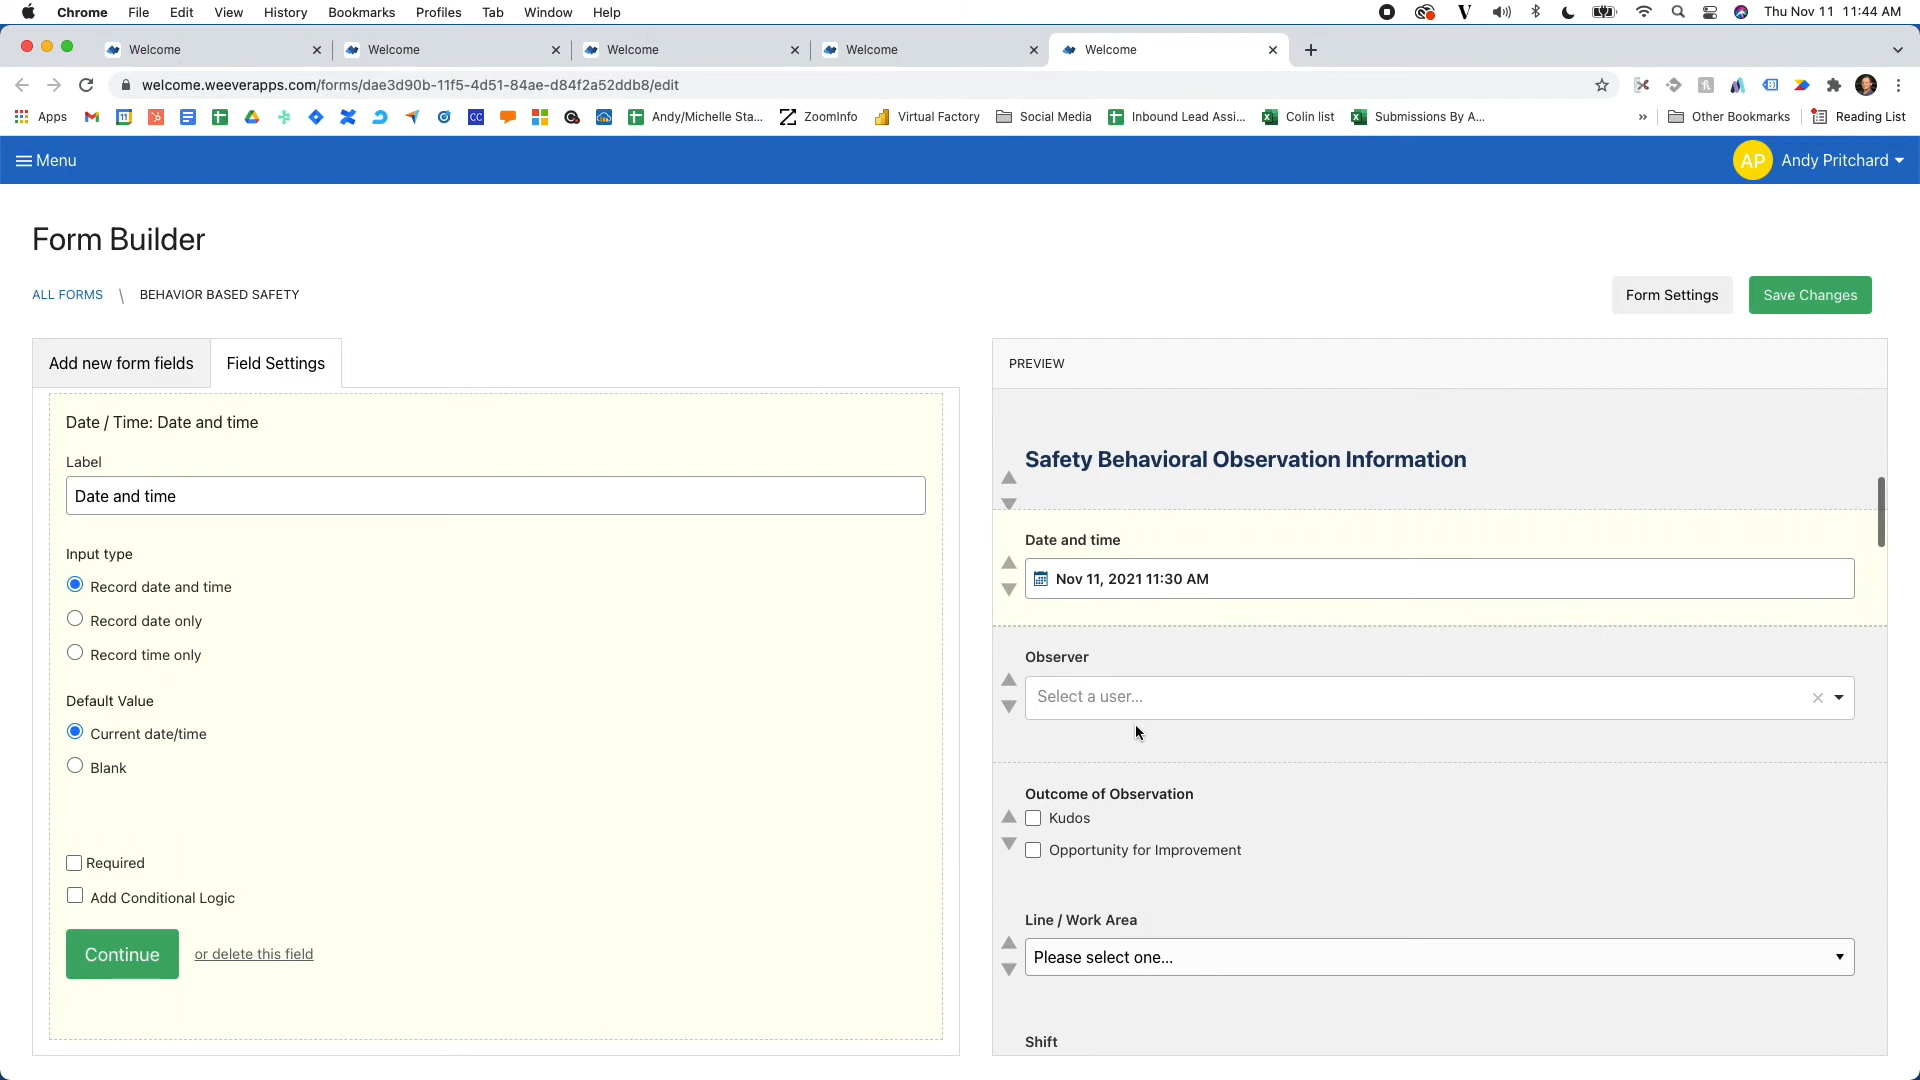 Chrome File Edit View History Bookmarks Profiles Tab Window Help Thu Nov 11 11:44 AM
Welcome Welcome Welcome Welcome Welcome
welcome.weeverapps.com/forms/dae3d90b-11f5-4d51-84ae-d84f2a52ddb8/edit
Apps Andy/Michelle Sta... ZoomInfo Virtual Factory Social Media Inbound Lead Assi... Colin list Submissions By A... » Other Bookmarks Reading List
Menu AP Andy Pritchard
Form Builder
ALL FORMS \ BEHAVIOR BASED SAFETY Form Settings Save Changes
Add new form fields Field Settings
Date / Time: Date and time
Label
Date and time
Input type
Record date and time
Record date only
Record time only
Default Value
Current date/time
Blank
Required
Add Conditional Logic
Continue or delete this field
PREVIEW
Safety Behavioral Observation Information
Date and time
Nov 11, 2021 11:30 AM
Observer
Select a user...
Outcome of Observation
Kudos
Opportunity for Improvement
Line / Work Area
Please select one...
Shift